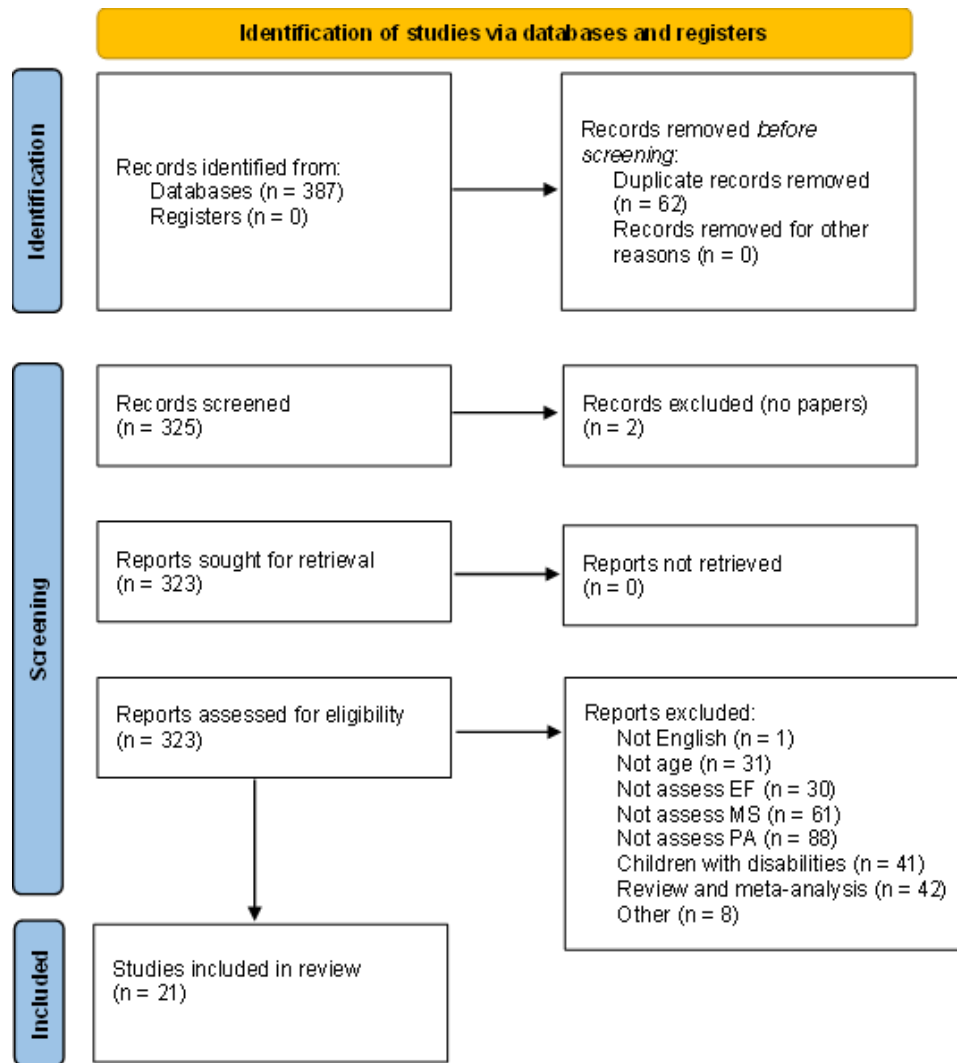 Identification of studies via databases and registers
Identification
Records identified from:
Databases (n = 387)
Registers (n = 0)
Records removed before
screening:
Duplicate records removed
(n = 62)
Records removed for other
reasons (n = 0)
Screening
Records screened
(n = 325)
Records excluded (no papers)
(n = 2)
Reports sought for retrieval
(n = 323)
Reports not retrieved
(n = 0)
Reports assessed for eligibility
(n = 323)
Reports excluded:
Not English (n = 1)
Not age (n = 31)
Not assess EF (n = 30)
Not assess MS (n = 61)
Not assess PA (n = 88)
Children with disabilities (n = 41)
Review and meta-analysis (n = 42)
Other (n = 8)
Included
Studies included in review
(n = 21)